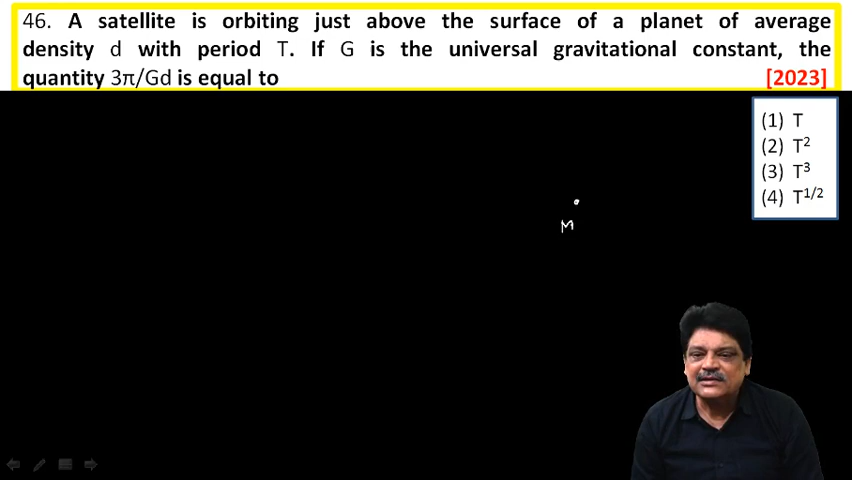 46. A satellite is orbiting just above the surface of a planet of average
density d with period T. If G is the universal gravitational constant, the
quantity 3π/Gd is equal to [2023]
(1) T
(2) T²
(3) T³
(4) T¹/²
M